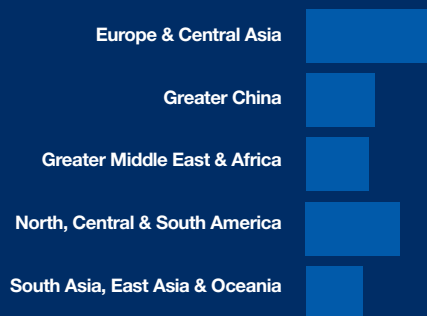 Europe & Central Asia
Greater China
Greater Middle East & Africa
North, Central & South America
South Asia, East Asia & Oceania